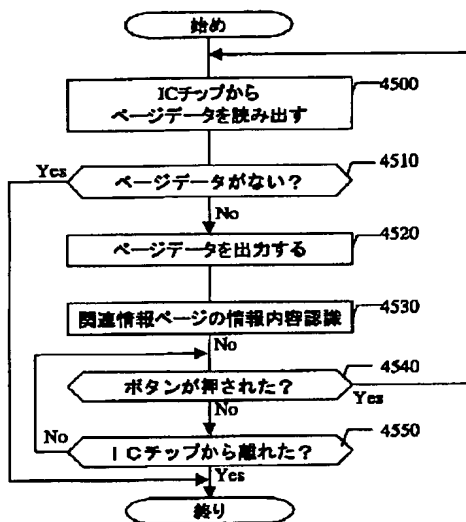 始め
ICチップから
ページデータを読み出す
4500
Yes
ページデータがない？
4510
No
ページデータを出力する
4520
関連情報ページの情報内容認識
4530
No
ボタンが押された？
4540
Yes
No
No
ＩＣチップから離れた？
4550
Yes
終り